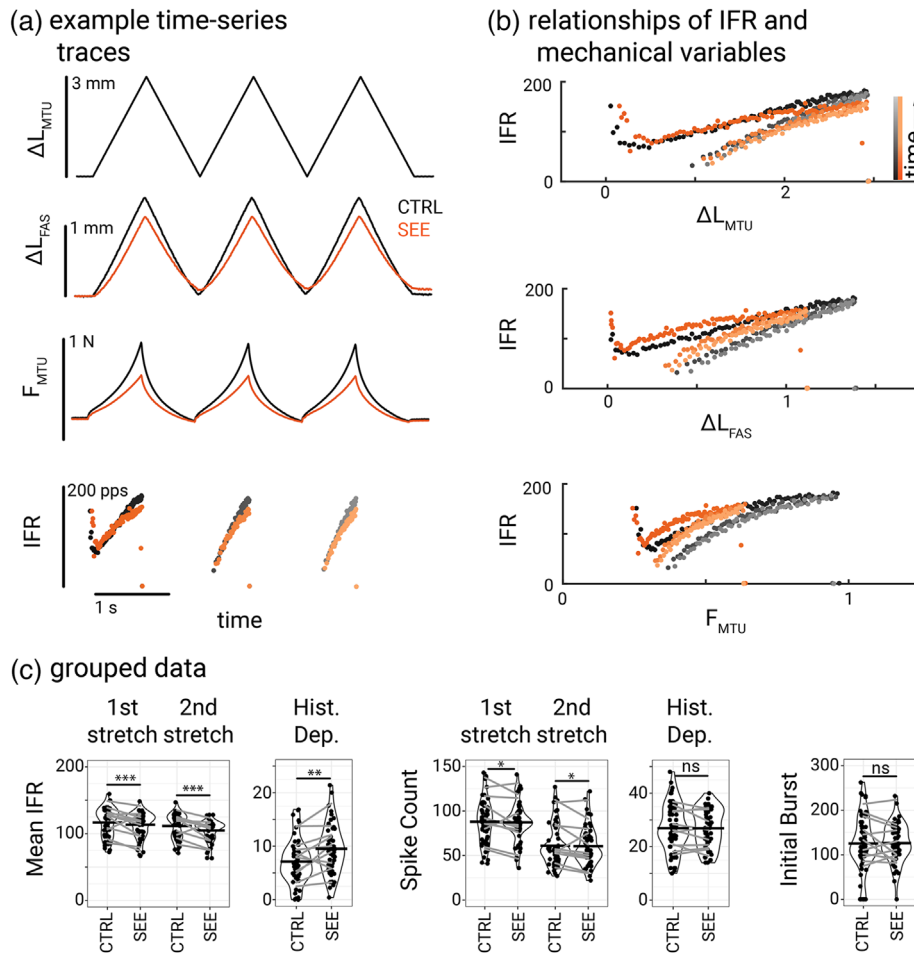 (a) example time-series
traces
3 mm
ΔL_MTU
CTRL
SEE
1 mm
ΔL_FAS
1 N
F_MTU
200 pps
IFR
1 s
time
(b) relationships of IFR and
mechanical variables
200
IFR
0
0 2
ΔL_MTU
time
200
IFR
0
0 1
ΔL_FAS
200
IFR
0
0 1
F_MTU
(c) grouped data
1st stretch
2nd stretch
Hist. Dep.
Mean IFR
200
100
0
***
***
CTRL SEE CTRL SEE
20
10
0
**
CTRL SEE
1st stretch
2nd stretch
Hist. Dep.
Spike Count
150
100
50
0
*
*
CTRL SEE CTRL SEE
40
20
0
ns
CTRL SEE
Initial Burst
300
200
100
0
ns
CTRL SEE